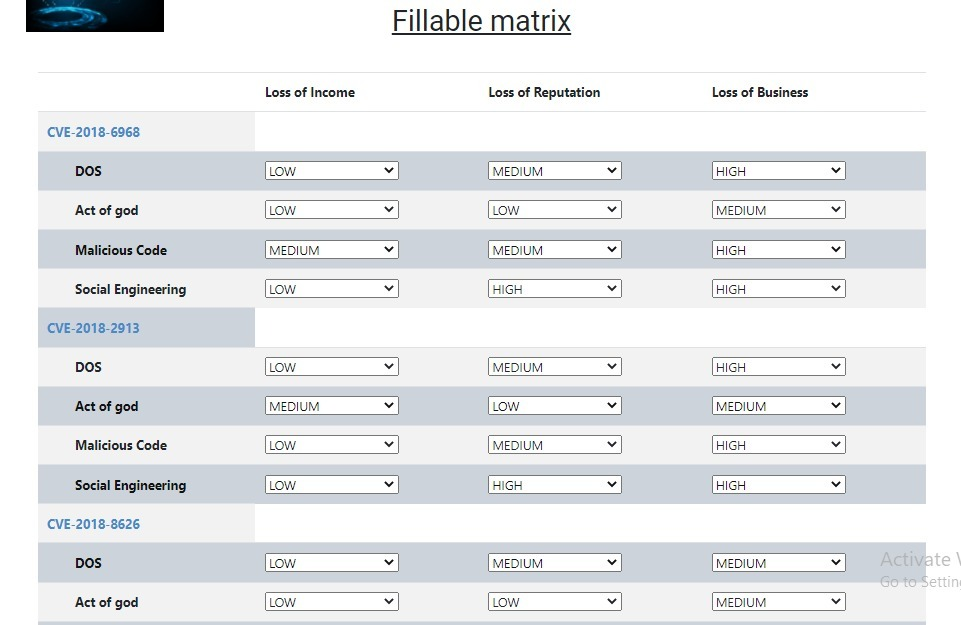 Fillable matrix
Loss of Income Loss of Reputation Loss of Business
CVE-2018-6968
DOS LOW MEDIUM HIGH
Act of god LOW LOW MEDIUM
Malicious Code MEDIUM MEDIUM HIGH
Social Engineering LOW HIGH HIGH
CVE-2018-2913
DOS LOW MEDIUM HIGH
Act of god MEDIUM LOW MEDIUM
Malicious Code LOW MEDIUM HIGH
Social Engineering LOW HIGH HIGH
CVE-2018-8626
DOS LOW MEDIUM MEDIUM
Activate
Go to Settin
Act of god LOW LOW MEDIUM